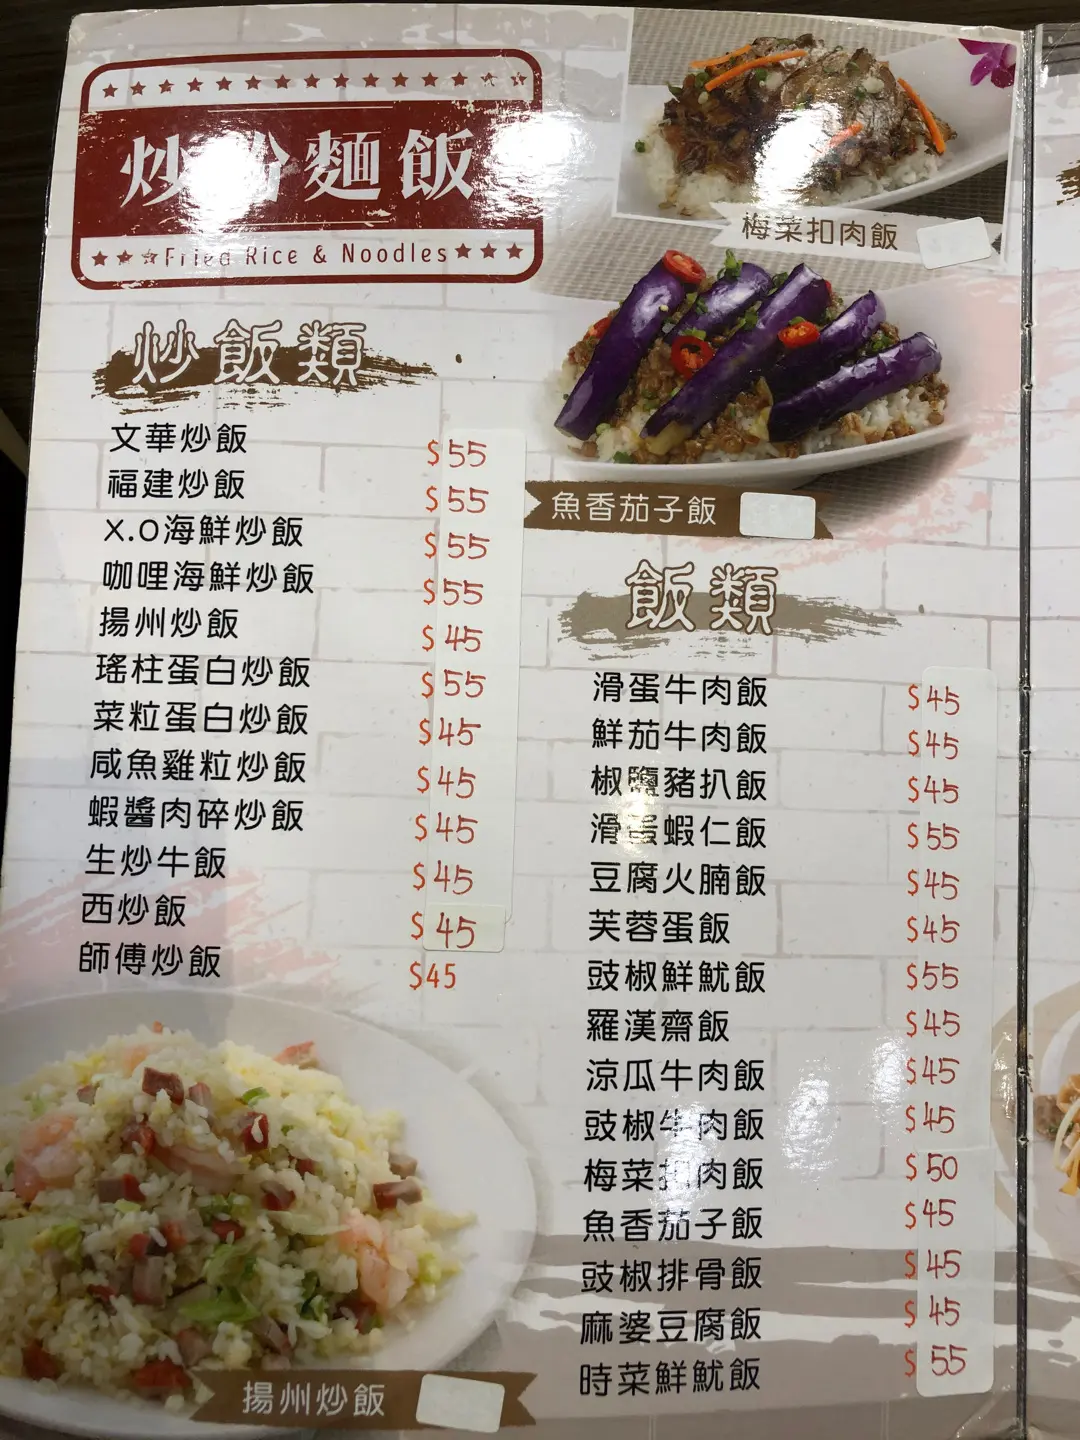 炒粉麵飯
Fried Rice & Noodles
梅菜扣肉飯
魚香茄子飯
炒飯類
文華炒飯 $55
福建炒飯 $55
X.O海鮮炒飯 $55
咖哩海鮮炒飯 $55
揚州炒飯 $45
瑤柱蛋白炒飯 $55
菜粒蛋白炒飯 $45
咸魚雞粒炒飯 $45
蝦醬肉碎炒飯 $45
生炒牛飯 $45
西炒飯 $45
師傅炒飯 $45
揚州炒飯
飯類
滑蛋牛肉飯 $45
鮮茄牛肉飯 $45
椒鹽豬扒飯 $45
滑蛋蝦仁飯 $55
豆腐火腩飯 $45
芙蓉蛋飯 $45
豉椒鮮魷飯 $55
羅漢齋飯 $45
涼瓜牛肉飯 $45
豉椒牛肉飯 $45
梅菜扣肉飯 $50
魚香茄子飯 $45
豉椒排骨飯 $45
麻婆豆腐飯 $45
時菜鮮魷飯 $55